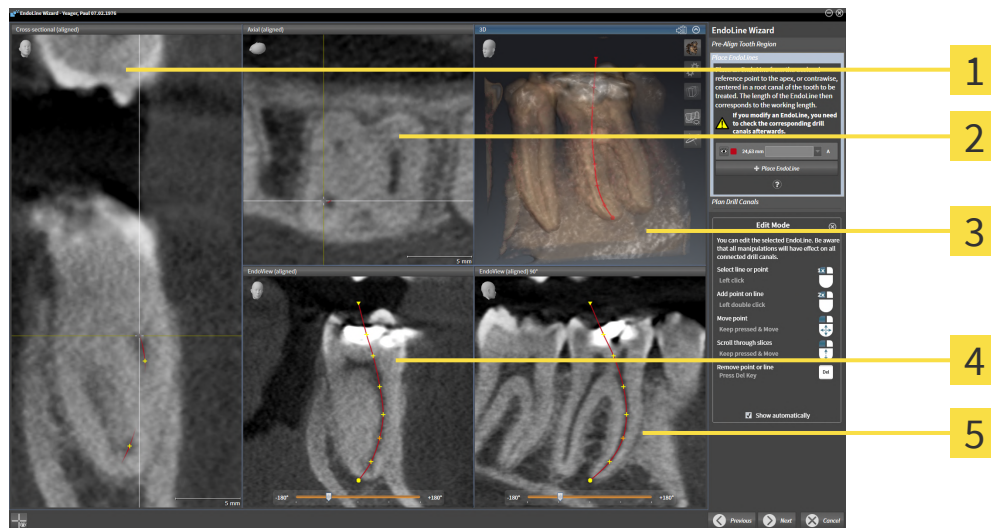 EndoLine Wizard - Yeager, Paul 07.02.1976
Cross-sectional (aligned)
Axial (aligned)
3D
EndoLine Wizard
Pre-Align Tooth Region
Place EndoLines
reference point to the apex, or contrawise,
centered in a root canal of the tooth to be
treated. The length of the EndoLine then
corresponds to the working length.
If you modify an EndoLine, you need
to check the corresponding drill
canals afterwards.
24,63 mm
A
+ Place EndoLine
?
Plan Drill Canals
5 mm
Edit Mode
You can edit the selected EndoLine. Be aware
that all manipulations will have effect on all
connected drill canals.
Select line or point
1x
Left click
Add point on line
2x
Left double click
Move point
Keep pressed & Move
Scroll through slices
Keep pressed & Move
Remove point or line
Press Del Key
Del
Show automatically
EndoView (aligned)
EndoView (aligned) 90°
-180°
+180°
-180°
+180°
5 mm
Previous
Next
Cancel
1
2
3
4
5